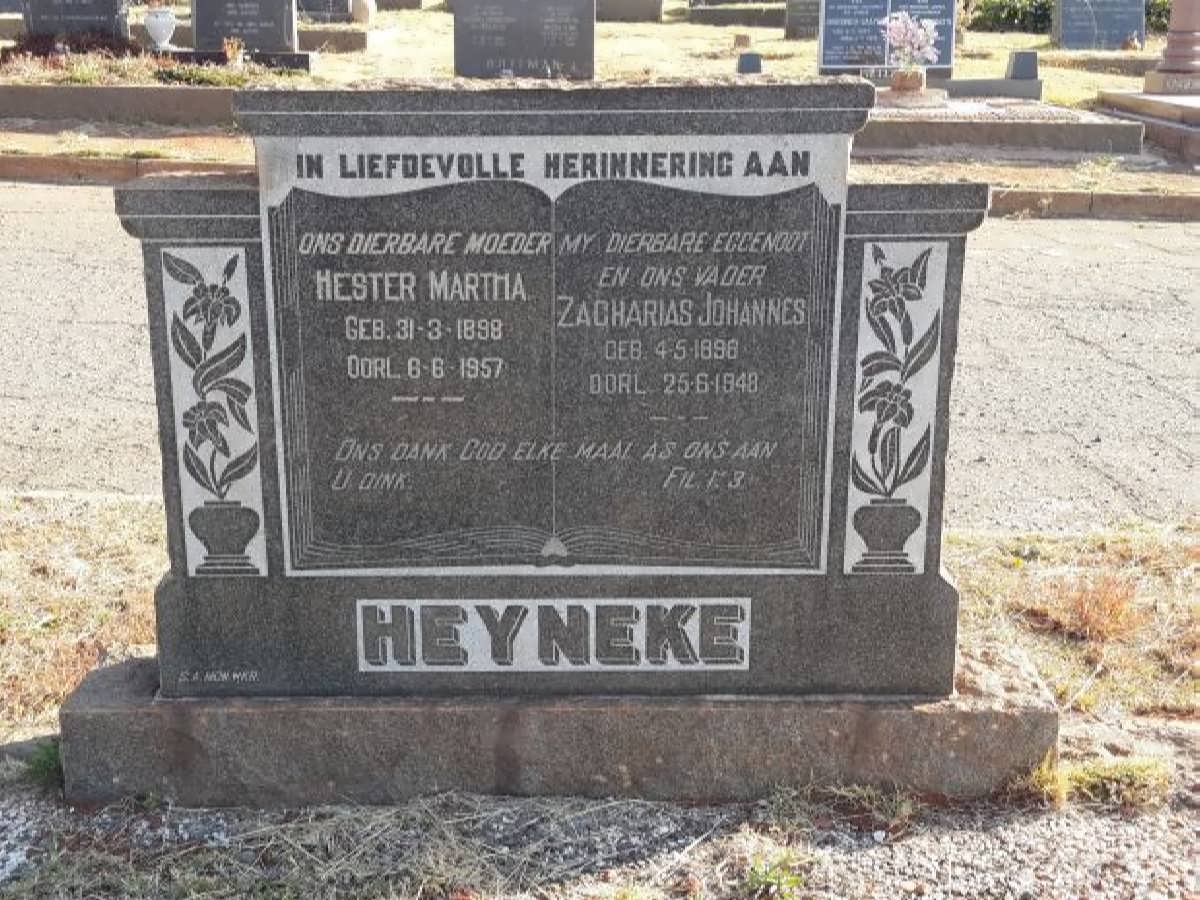 IN LIEFDEVOLLE HERINNERING AAN
ONS DIERBARE MOEDER
HESTER MARTHA
GEB. 31-3-1898
OORL. 6-6-1957
MY DIERBARE EGGENOOT
EN ONS VADER
ZACHARIAS JOHANNES
GEB. 4-5-1896
OORL. 25-6-1948
ONS DANK GOD ELKE MAAL AS ONS AAN
U DINK. FIL. 1:3
HEYNEKE
S.A. MON. WKR.